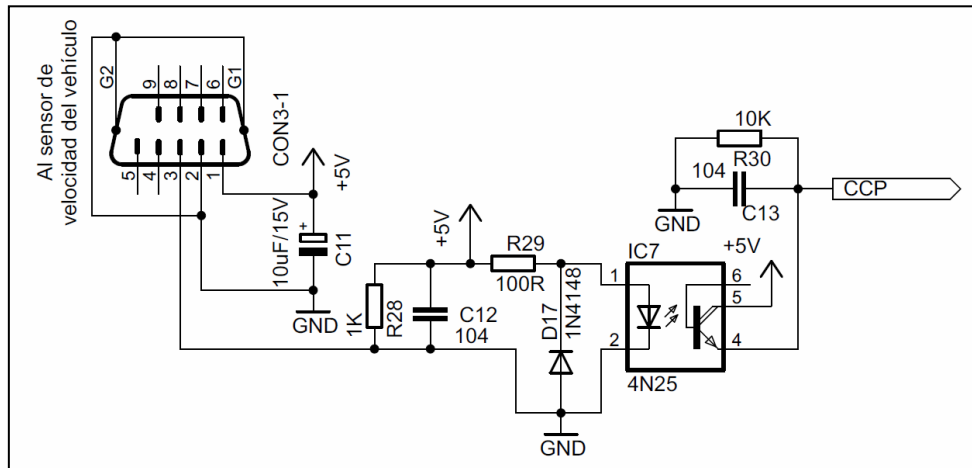 Al sensor de
velocidad del vehículo
G2
9
8
7
6
G1
5
4
3
2
1
CON3-1
+5V
10uF/15V
+
C11
GND
1K
R28
C12
104
+5V
R29
100R
D17
1N4148
GND
IC7
1
2
6
5
4
4N25
+5V
10K
R30
104
C13
GND
CCP